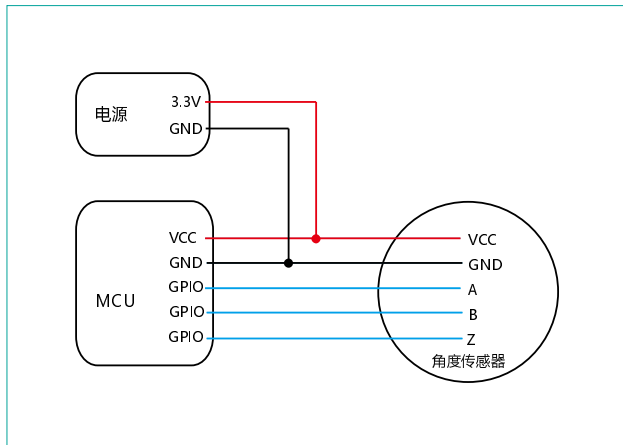 电源
3.3V
GND
MCU
VCC
GND
GPIO
GPIO
GPIO
VCC
GND
A
B
Z
角度传感器